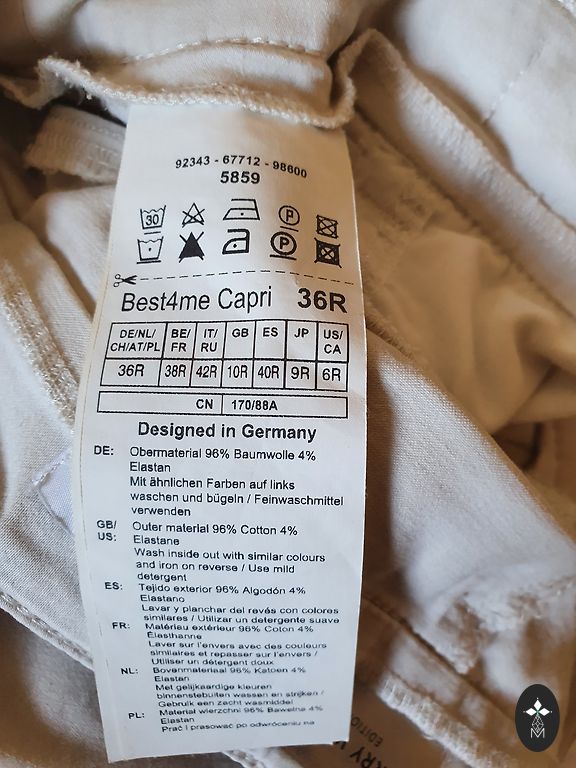 92343 - 67712 - 98600
5859
30
P
P
Best4me Capri 36R
DE/NL/ CH/AT/PL BE/ FR IT/ RU GB ES JP US/ CA
36R 38R 42R 10R 40R 9R 6R
CN 170/88A
Designed in Germany
DE: Obermaterial 96% Baumwolle 4%
Elastan
Mit ähnlichen Farben auf links
waschen und bügeln / Feinwaschmittel
verwenden
GB/ US: Outer material 96% Cotton 4%
Elastane
Wash inside out with similar colours
and iron on reverse / Use mild
detergent
ES: Tejido exterior 96% Algodón 4%
Elastano
Lavar y planchar del revés con colores
similares / Utilizar un detergente suave
FR: Matériau extérieur 96% Coton 4%
Élasthanne
Laver sur l'envers avec des couleurs
similaires et repasser sur l'envers /
Utiliser un détergent doux
NL: Bovenmateriaal 96% Katoen 4%
Elastan
Met gelijkaardige kleuren
binnenstebuiten wassen en strijken /
Gebruik een zacht wasmiddel
PL: Materiał wierzchni 96% Bawełna 4%
Elastan
Prać i prasować po odwróceniu na
EDITION
M